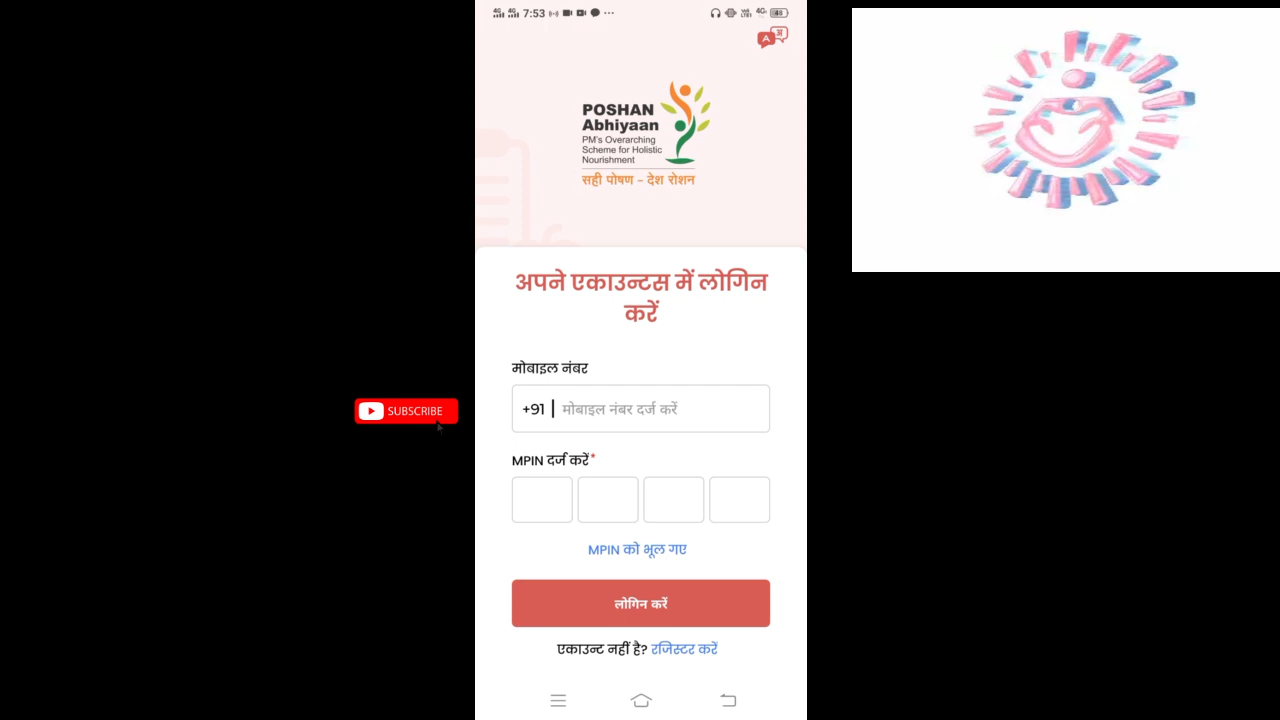 7:53
4G
48
A अ
POSHAN
Abhiyaan
PM's Overarching
Scheme for Holistic
Nourishment
सही पोषण - देश रोशन
अपने एकाउन्टस में लोगिन
करें
मोबाइल नंबर
+91 मोबाइल नंबर दर्ज करें
SUBSCRIBE
MPIN दर्ज करें*
MPIN को भूल गए
लोगिन करें
एकाउन्ट नहीं है? रजिस्टर करें